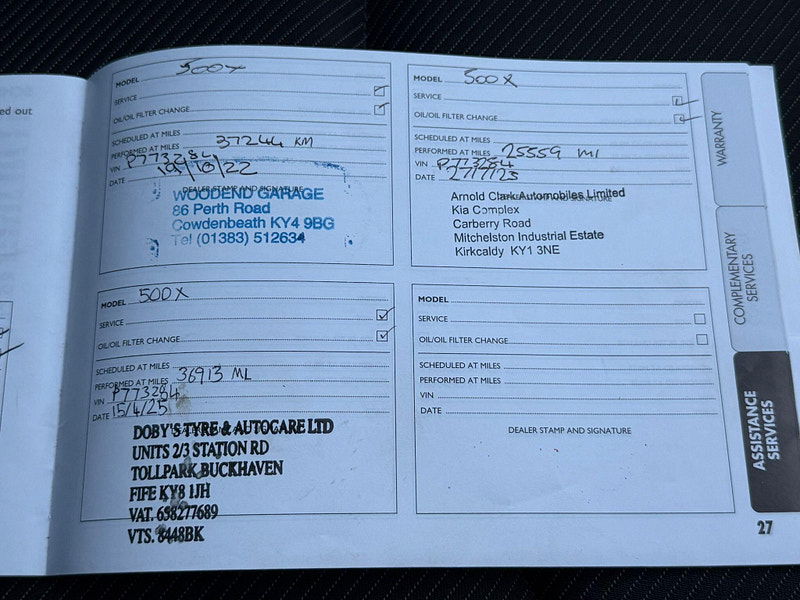 ed out
MODEL 500x
SERVICE
OIL/OIL FILTER CHANGE
SCHEDULED AT MILES
PERFORMED AT MILES 37244 KM
VIN P773284
DATE 19/10/22
DEALER STAMP AND SIGNATURE
WOODEND GARAGE
86 Perth Road
Cowdenbeath KY4 9BG
Tel (01383) 512634
MODEL 500X
SERVICE
OIL/OIL FILTER CHANGE
SCHEDULED AT MILES
PERFORMED AT MILES 25559 MI
VIN P773284
DATE 27/7/23
DEALER STAMP AND SIGNATURE
Arnold Clark Automobiles Limited
Kia Complex
Carberry Road
Mitchelston Industrial Estate
Kirkcaldy KY1 3NE
MODEL 500X
SERVICE
OIL/OIL FILTER CHANGE
SCHEDULED AT MILES
PERFORMED AT MILES 36913 ML
VIN P773284
DATE 15/4/25
DOBY'S TYRE & AUTOCARE LTD
UNITS 2/3 STATION RD
TOLLPARK BUCKHAVEN
FIFE KY8 1JH
VAT. 658277689
VTS. 8448BK
MODEL
SERVICE
OIL/OIL FILTER CHANGE
SCHEDULED AT MILES
PERFORMED AT MILES
VIN
DATE
DEALER STAMP AND SIGNATURE
WARRANTY
COMPLEMENTARY
SERVICES
ASSISTANCE
SERVICES
27